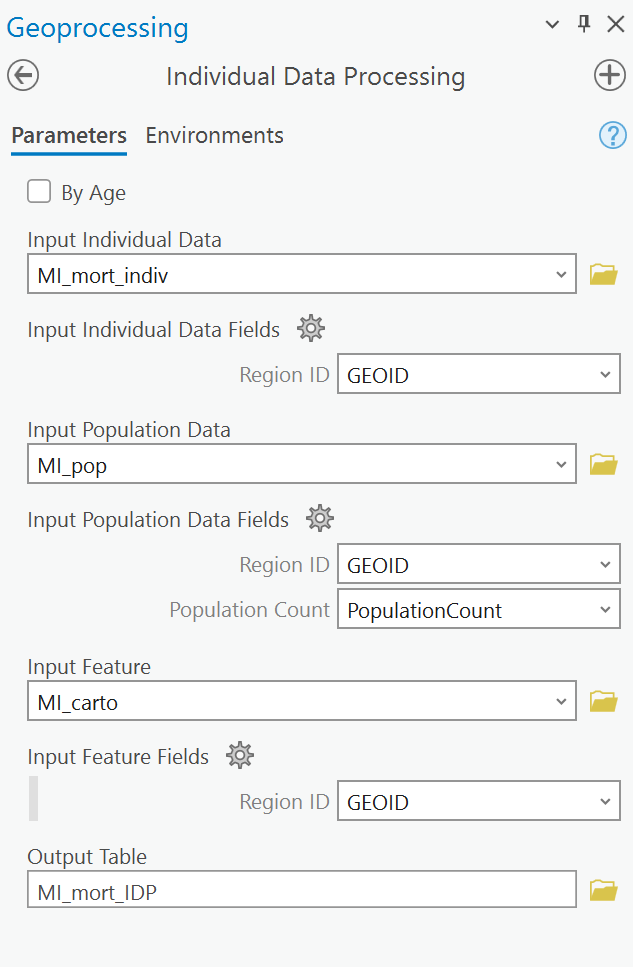 Geoprocessing
Individual Data Processing
Parameters Environments
?
By Age
Input Individual Data
MI_mort_indiv
Input Individual Data Fields
Region ID GEOID
Input Population Data
MI_pop
Input Population Data Fields
Region ID GEOID
Population Count PopulationCount
Input Feature
MI_carto
Input Feature Fields
Region ID GEOID
Output Table
MI_mort_IDP